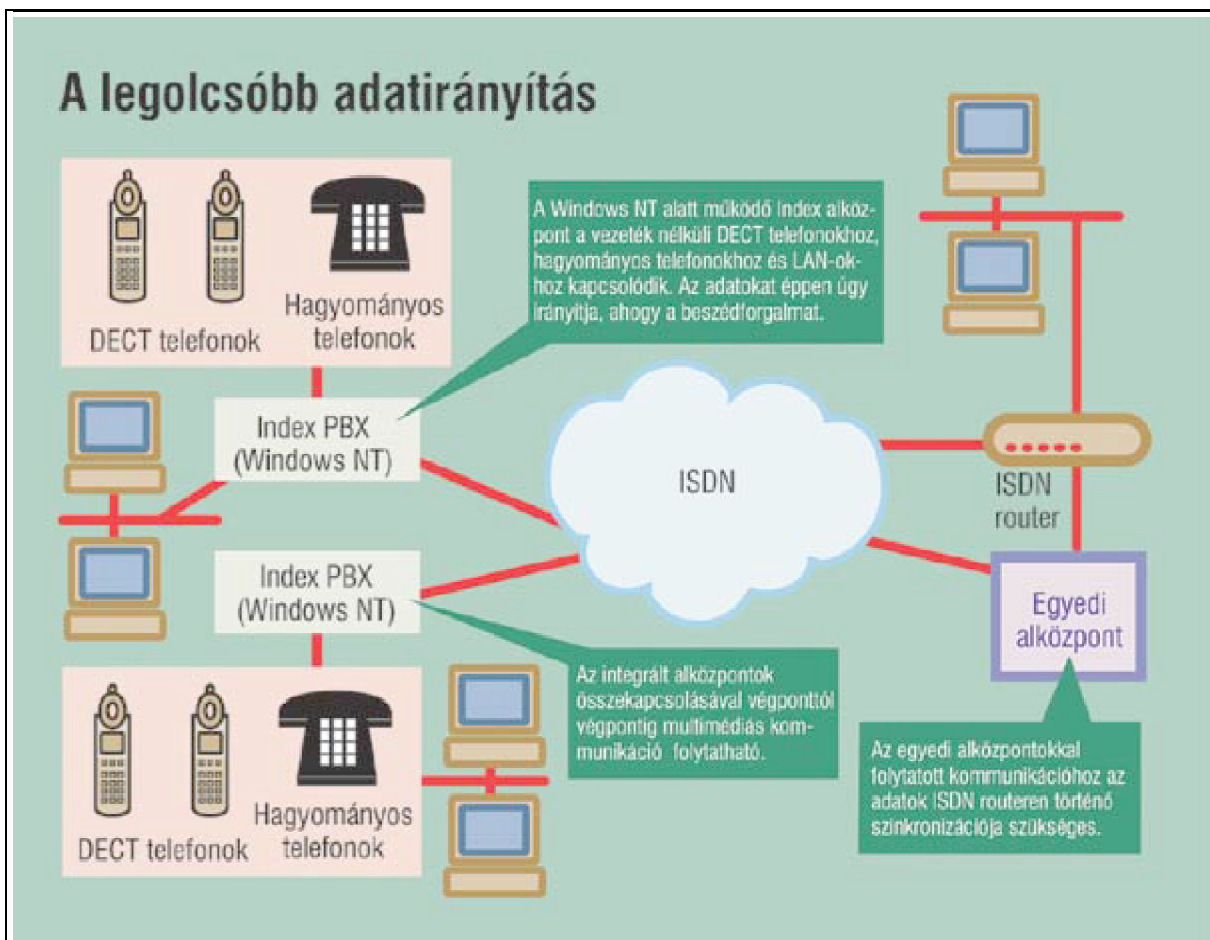 A legolcsóbb adatirányítás
DECT telefonok
Hagyományos
telefonok
A Windows NT alatt működő Index alköz-
pont a vezeték nélküli DECT telefonokhoz,
hagyományos telefonokhoz és LAN-ok-
hoz kapcsolódik. Az adatokat éppen úgy
irányítja, ahogy a beszédforgalmat.
Index PBX
(Windows NT)
ISDN
ISDN
router
Index PBX
(Windows NT)
Egyedi
alközpont
Az integrált alközpontok
összekapcsolásával végponttól
végpontig multimédiás kom-
munikáció folytatható.
Az egyedi alközpontokkal
folytatott kommunikációhoz az
adatok ISDN routeren történő
szinkronizációja szükséges.
DECT telefonok
Hagyományos
telefonok